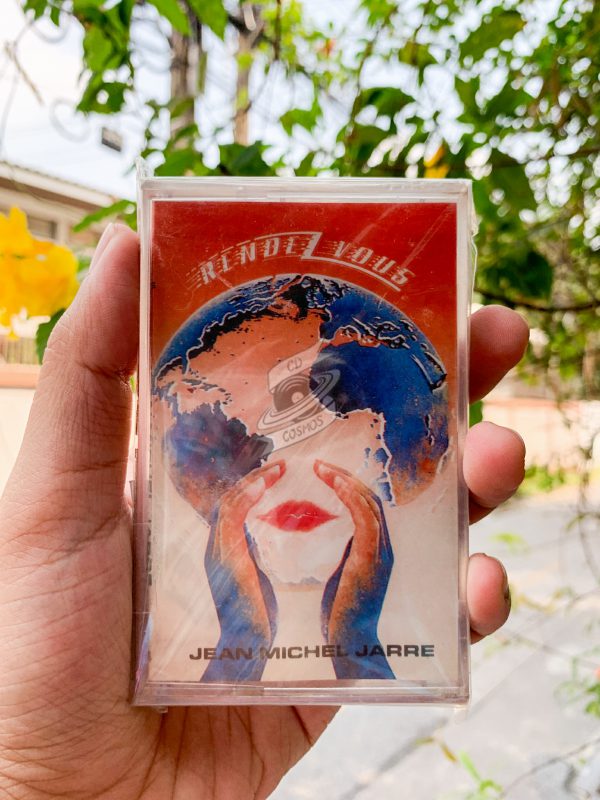 RENDEZ VOUS
CD
COSMOS
JEAN MICHEL JARRE